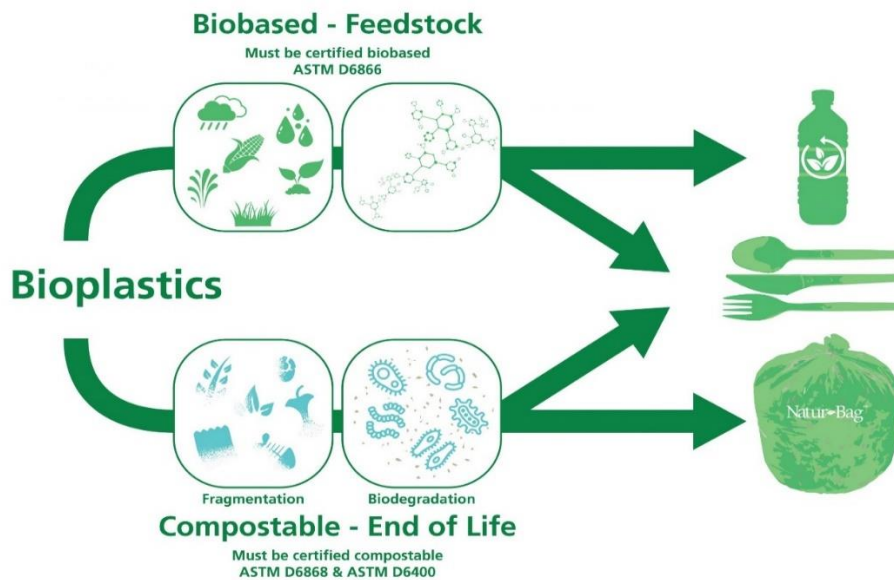 Biobased - Feedstock
Must be certified biobased
ASTM D6866
Bioplastics
Natur-Bag
Fragmentation
Biodegradation
Compostable - End of Life
Must be certified compostable
ASTM D6868 & ASTM D6400